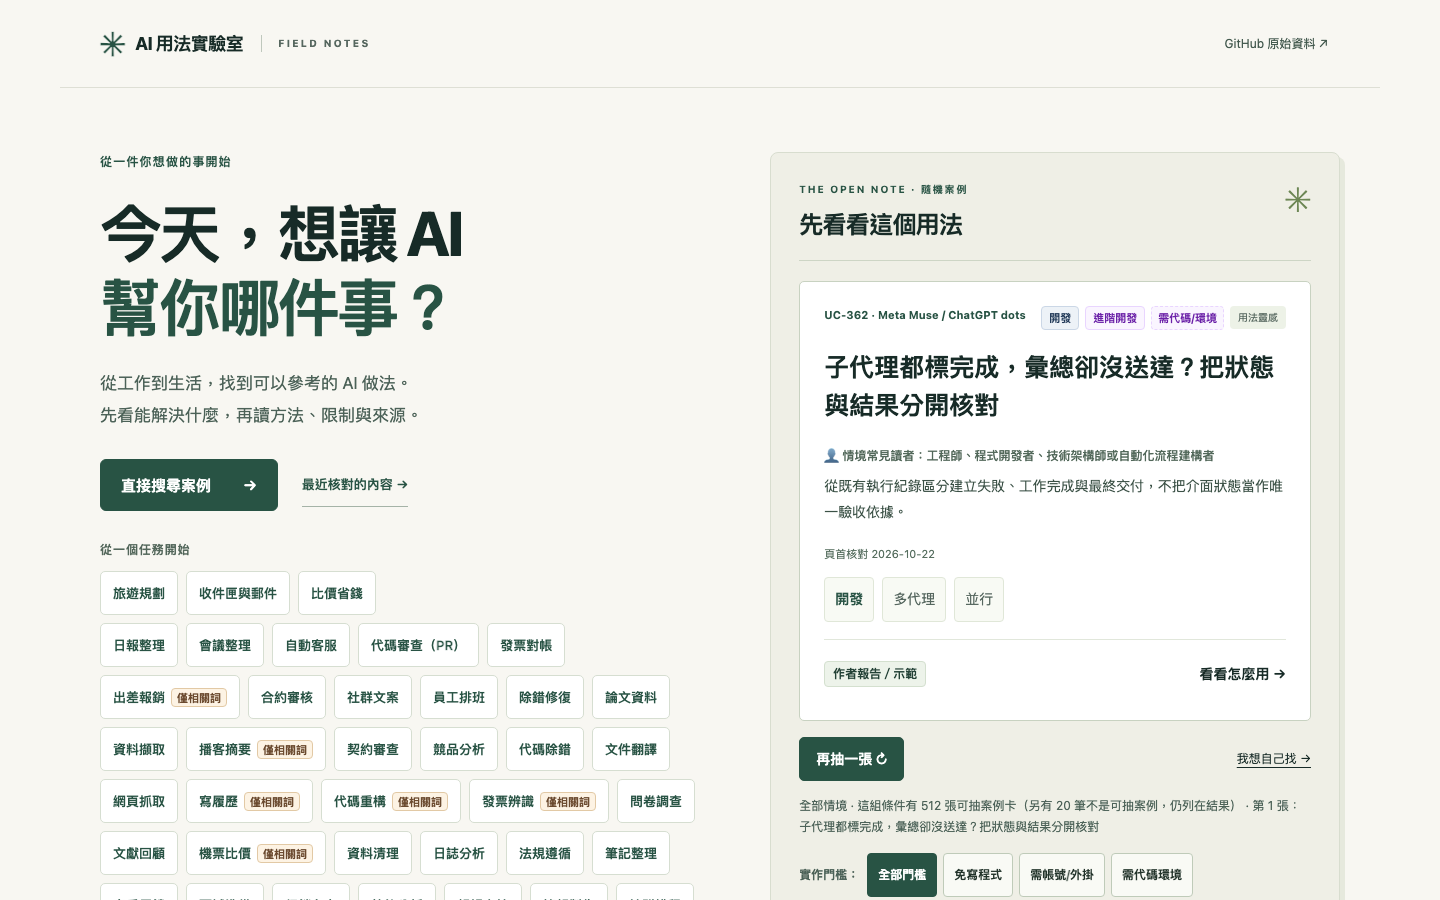 AI 用法實驗室
FIELD NOTES
GitHub 原始資料 ↗
從一件你想做的事開始
今天，想讓 AI
幫你哪件事？
從工作到生活，找到可以參考的 AI 做法。
先看能解決什麼，再讀方法、限制與來源。
直接搜尋案例 →
最近核對的內容 →
從一個任務開始
旅遊規劃 收件匣與郵件 比價省錢
日報整理 會議整理 自動客服 代碼審查（PR） 發票對帳
出差報銷 僅相關詞 合約審核 社群文案 員工排班 除錯修復 論文資料
資料擷取 播客摘要 僅相關詞 契約審查 競品分析 代碼除錯 文件翻譯
網頁抓取 寫履歷 僅相關詞 代碼重構 僅相關詞 發票辨識 僅相關詞 問卷調查
文獻回顧 機票比價 僅相關詞 資料清理 日誌分析 法規遵循 筆記整理
THE OPEN NOTE · 隨機案例
先看看這個用法
UC-362 · Meta Muse / ChatGPT dots 開發 進階開發 需代碼/環境 用法靈感
子代理都標完成，彙總卻沒送達？把狀態
與結果分開核對
👤 情境常見讀者：工程師、程式開發者、技術架構師或自動化流程建構者
從既有執行紀錄區分建立失敗、工作完成與最終交付，不把介面狀態當作唯
一驗收依據。
頁首核對 2026-10-22
開發 多代理 並行
作者報告 / 示範 看看怎麼用 →
再抽一張 ↻ 我想自己找 →
全部情境 · 這組條件有 512 張可抽案例卡（另有 20 筆不是可抽案例，仍列在結果） · 第 1 張：
子代理都標完成，彙總卻沒送達？把狀態與結果分開核對
實作門檻： 全部門檻 免寫程式 需帳號/外掛 需代碼環境